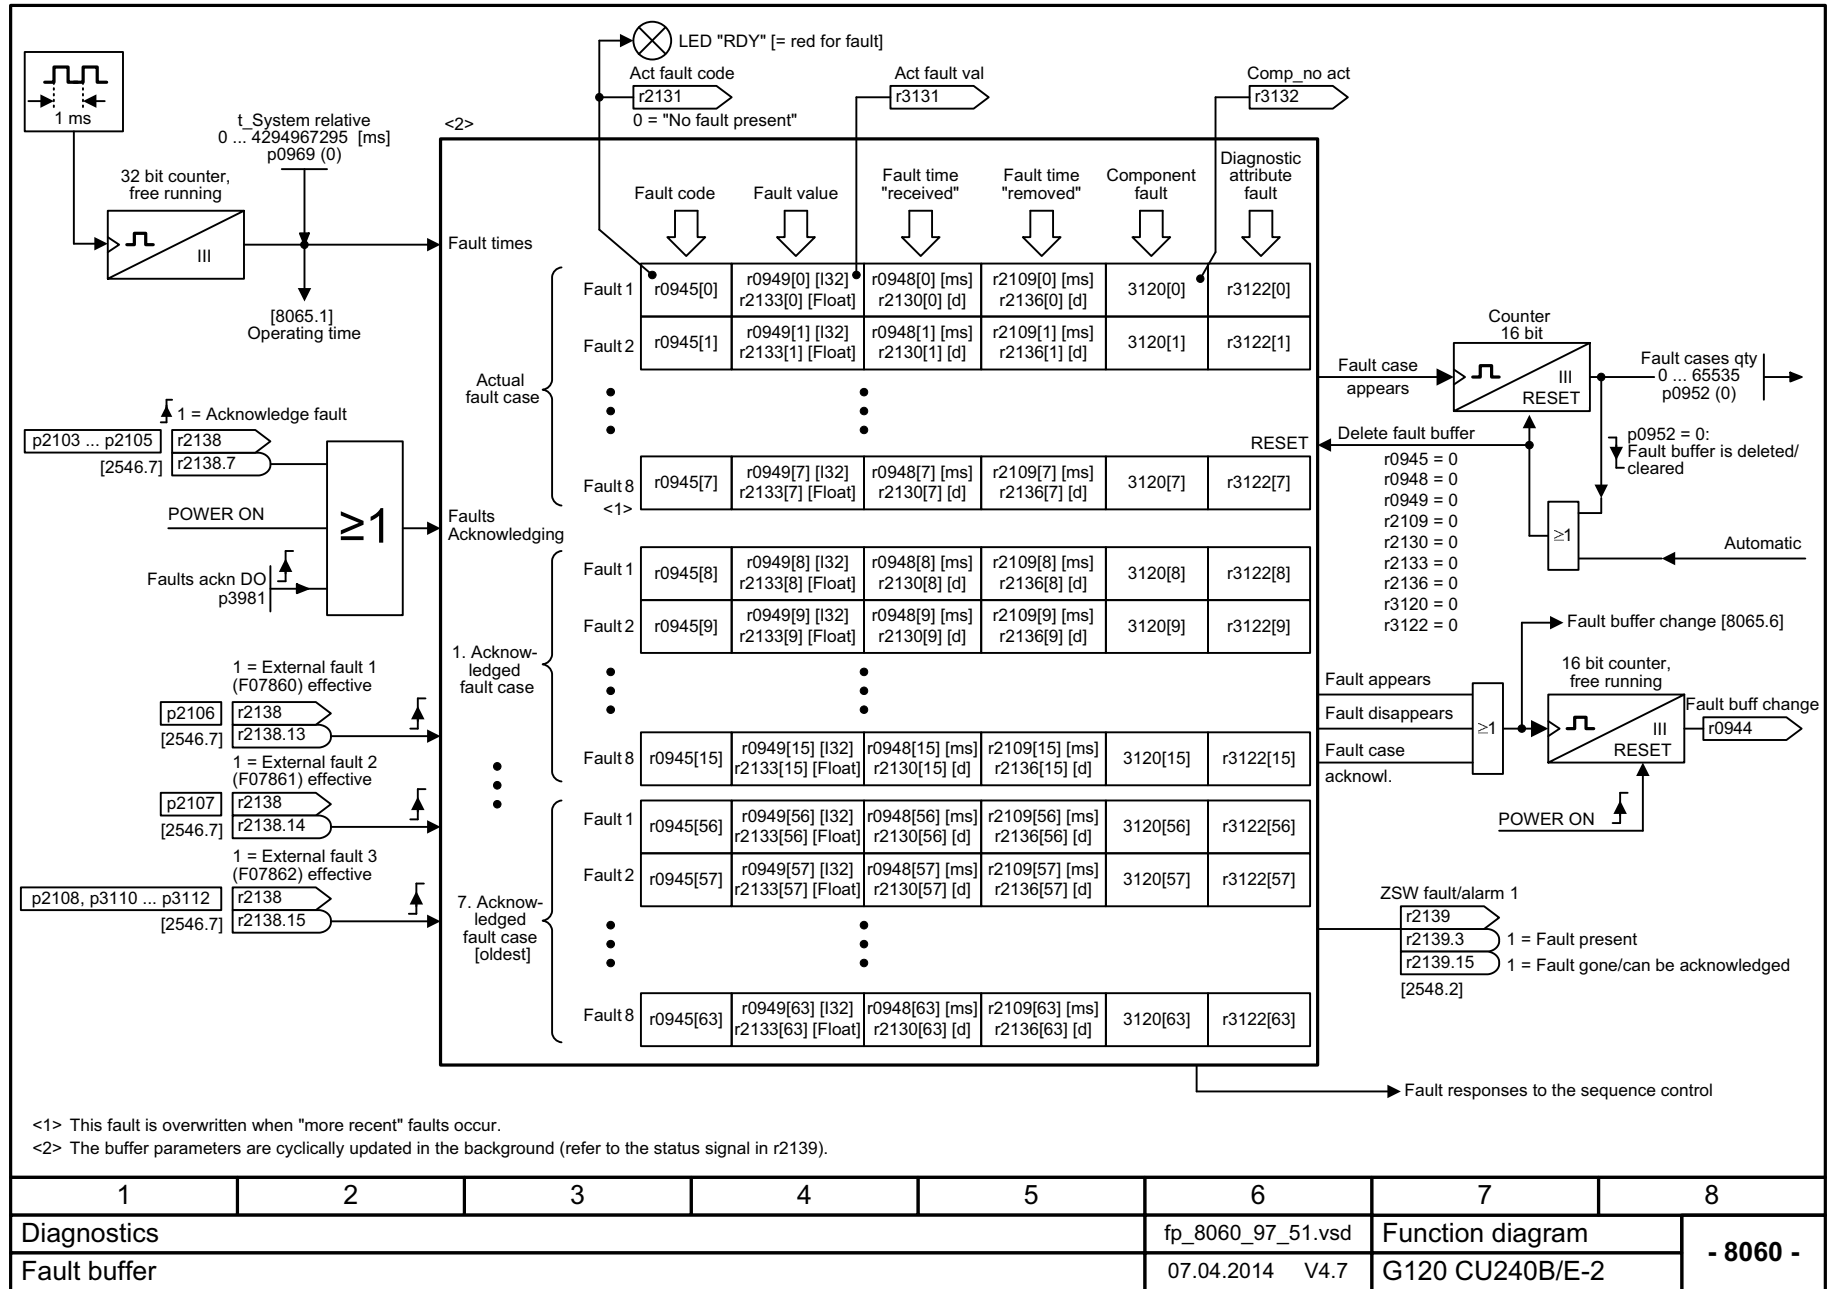 LED "RDY" [= red for fault]
Act fault code
r2131
0 = "No fault present"
Act fault val
r3131
Comp_no act
r3132
1 ms
t_System relative
0 ... 4294967295 [ms]
p0969 (0)
<2>
32 bit counter,
free running
III
[8065.1]
Operating time
Fault times
Fault code
Fault value
Fault time
"received"
Fault time
"removed"
Component
fault
Diagnostic
attribute
fault
Actual
fault case
Fault 1
r0945[0]
r0949[0] [I32]
r2133[0] [Float]
r0948[0] [ms]
r2130[0] [d]
r2109[0] [ms]
r2136[0] [d]
3120[0]
r3122[0]
Fault 2
r0945[1]
r0949[1] [I32]
r2133[1] [Float]
r0948[1] [ms]
r2130[1] [d]
r2109[1] [ms]
r2136[1] [d]
3120[1]
r3122[1]
Fault 8
<1>
r0945[7]
r0949[7] [I32]
r2133[7] [Float]
r0948[7] [ms]
r2130[7] [d]
r2109[7] [ms]
r2136[7] [d]
3120[7]
r3122[7]
1 = Acknowledge fault
p2103 ... p2105
r2138
[2546.7]
r2138.7
POWER ON
≥1
Faults ackn DO
p3981
Faults
Acknowledging
1. Acknow-
ledged
fault case
Fault 1
r0945[8]
r0949[8] [I32]
r2133[8] [Float]
r0948[8] [ms]
r2130[8] [d]
r2109[8] [ms]
r2136[8] [d]
3120[8]
r3122[8]
Fault 2
r0945[9]
r0949[9] [I32]
r2133[9] [Float]
r0948[9] [ms]
r2130[9] [d]
r2109[9] [ms]
r2136[9] [d]
3120[9]
r3122[9]
Fault 8
r0945[15]
r0949[15] [I32]
r2133[15] [Float]
r0948[15] [ms]
r2130[15] [d]
r2109[15] [ms]
r2136[15] [d]
3120[15]
r3122[15]
1 = External fault 1
(F07860) effective
p2106
r2138
[2546.7]
r2138.13
1 = External fault 2
(F07861) effective
p2107
r2138
[2546.7]
r2138.14
1 = External fault 3
(F07862) effective
p2108, p3110 ... p3112
r2138
[2546.7]
r2138.15
7. Acknow-
ledged
fault case
[oldest]
Fault 1
r0945[56]
r0949[56] [I32]
r2133[56] [Float]
r0948[56] [ms]
r2130[56] [d]
r2109[56] [ms]
r2136[56] [d]
3120[56]
r3122[56]
Fault 2
r0945[57]
r0949[57] [I32]
r2133[57] [Float]
r0948[57] [ms]
r2130[57] [d]
r2109[57] [ms]
r2136[57] [d]
3120[57]
r3122[57]
Fault 8
r0945[63]
r0949[63] [I32]
r2133[63] [Float]
r0948[63] [ms]
r2130[63] [d]
r2109[63] [ms]
r2136[63] [d]
3120[63]
r3122[63]
Counter
16 bit
III
RESET
Fault case
appears
Fault cases qty
0 ... 65535
p0952 (0)
RESET
Delete fault buffer
r0945 = 0
r0948 = 0
r0949 = 0
r2109 = 0
r2130 = 0
r2133 = 0
r2136 = 0
r3120 = 0
r3122 = 0
p0952 = 0:
Fault buffer is deleted/
cleared
≥1
Automatic
Fault buffer change [8065.6]
Fault appears
Fault disappears
Fault case
acknowl.
≥1
16 bit counter,
free running
III
RESET
Fault buff change
r0944
POWER ON
ZSW fault/alarm 1
r2139
r2139.3
1 = Fault present
r2139.15
1 = Fault gone/can be acknowledged
[2548.2]
Fault responses to the sequence control
<1> This fault is overwritten when "more recent" faults occur.
<2> The buffer parameters are cyclically updated in the background (refer to the status signal in r2139).
1 2 3 4 5 6 7 8
Diagnostics
fp_8060_97_51.vsd
Function diagram
- 8060 -
Fault buffer
07.04.2014 V4.7
G120 CU240B/E-2